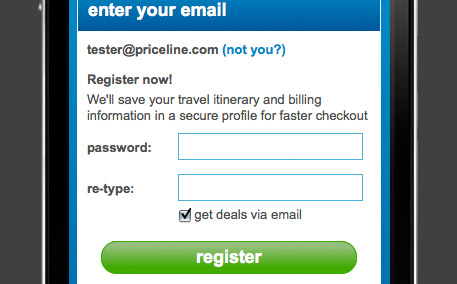 enter your email
tester@priceline.com (not you?)
Register now!
We'll save your travel itinerary and billing
information in a secure profile for faster checkout
password:
re-type:
get deals via email
register